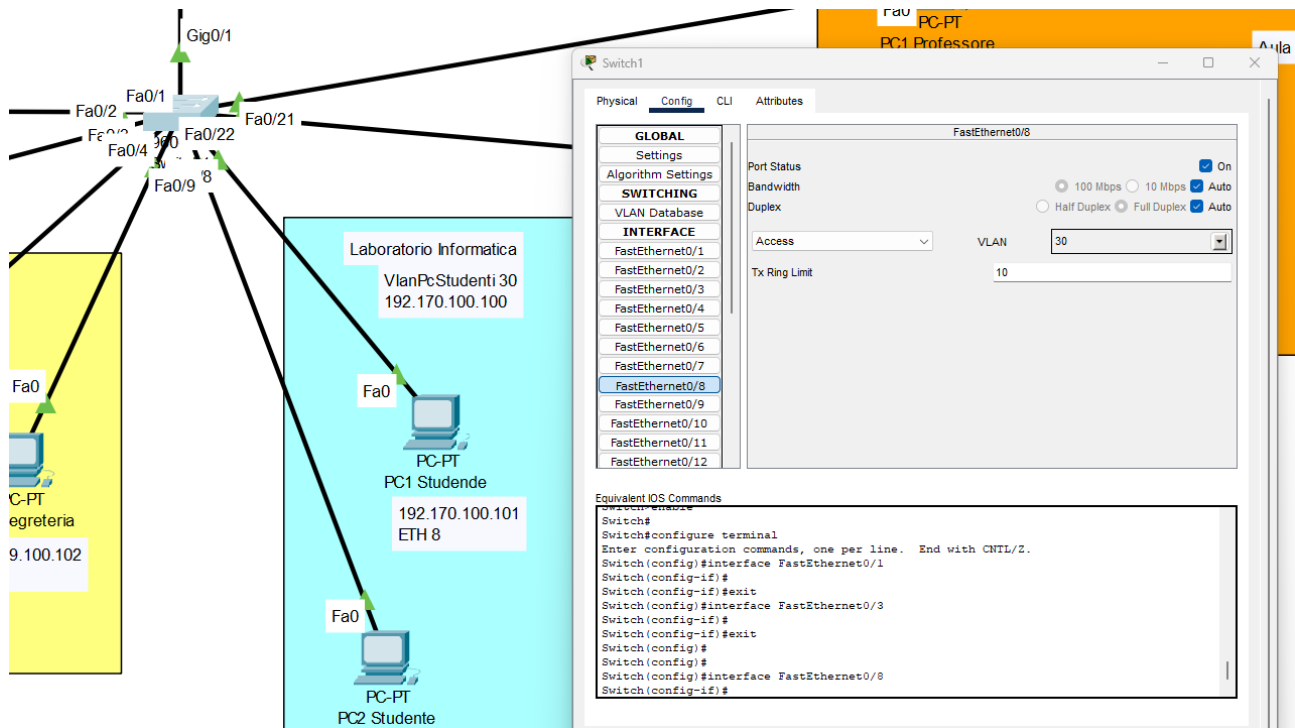 Gig0/1
Fa0/1
Fa0/2
Fa0/21
Fa0/22
960
Fa0/4
Fa0/9
Fa0
PC-PT
egreteria
9.100.102
Laboratorio Informatica
VlanPcStudenti 30
192.170.100.100
Fa0
PC-PT
PC1 Studende
192.170.100.101
ETH 8
Fa0
PC-PT
PC2 Studente
Fa0
PC-PT
PC1 Professore
Aula
Switch1
Physical Config CLI Attributes
GLOBAL
Settings
Algorithm Settings
SWITCHING
VLAN Database
INTERFACE
FastEthernet0/1
FastEthernet0/2
FastEthernet0/3
FastEthernet0/4
FastEthernet0/5
FastEthernet0/6
FastEthernet0/7
FastEthernet0/8
FastEthernet0/9
FastEthernet0/10
FastEthernet0/11
FastEthernet0/12
FastEthernet0/8
Port Status On
Bandwidth 100 Mbps 10 Mbps Auto
Duplex Half Duplex Full Duplex Auto
Access VLAN 30
Tx Ring Limit 10
Equivalent IOS Commands
Switch>enable
Switch#
Switch#configure terminal
Enter configuration commands, one per line. End with CNTL/Z.
Switch(config)#interface FastEthernet0/1
Switch(config-if)#
Switch(config-if)#exit
Switch(config)#interface FastEthernet0/3
Switch(config-if)#
Switch(config-if)#exit
Switch(config)#
Switch(config)#
Switch(config)#interface FastEthernet0/8
Switch(config-if)#